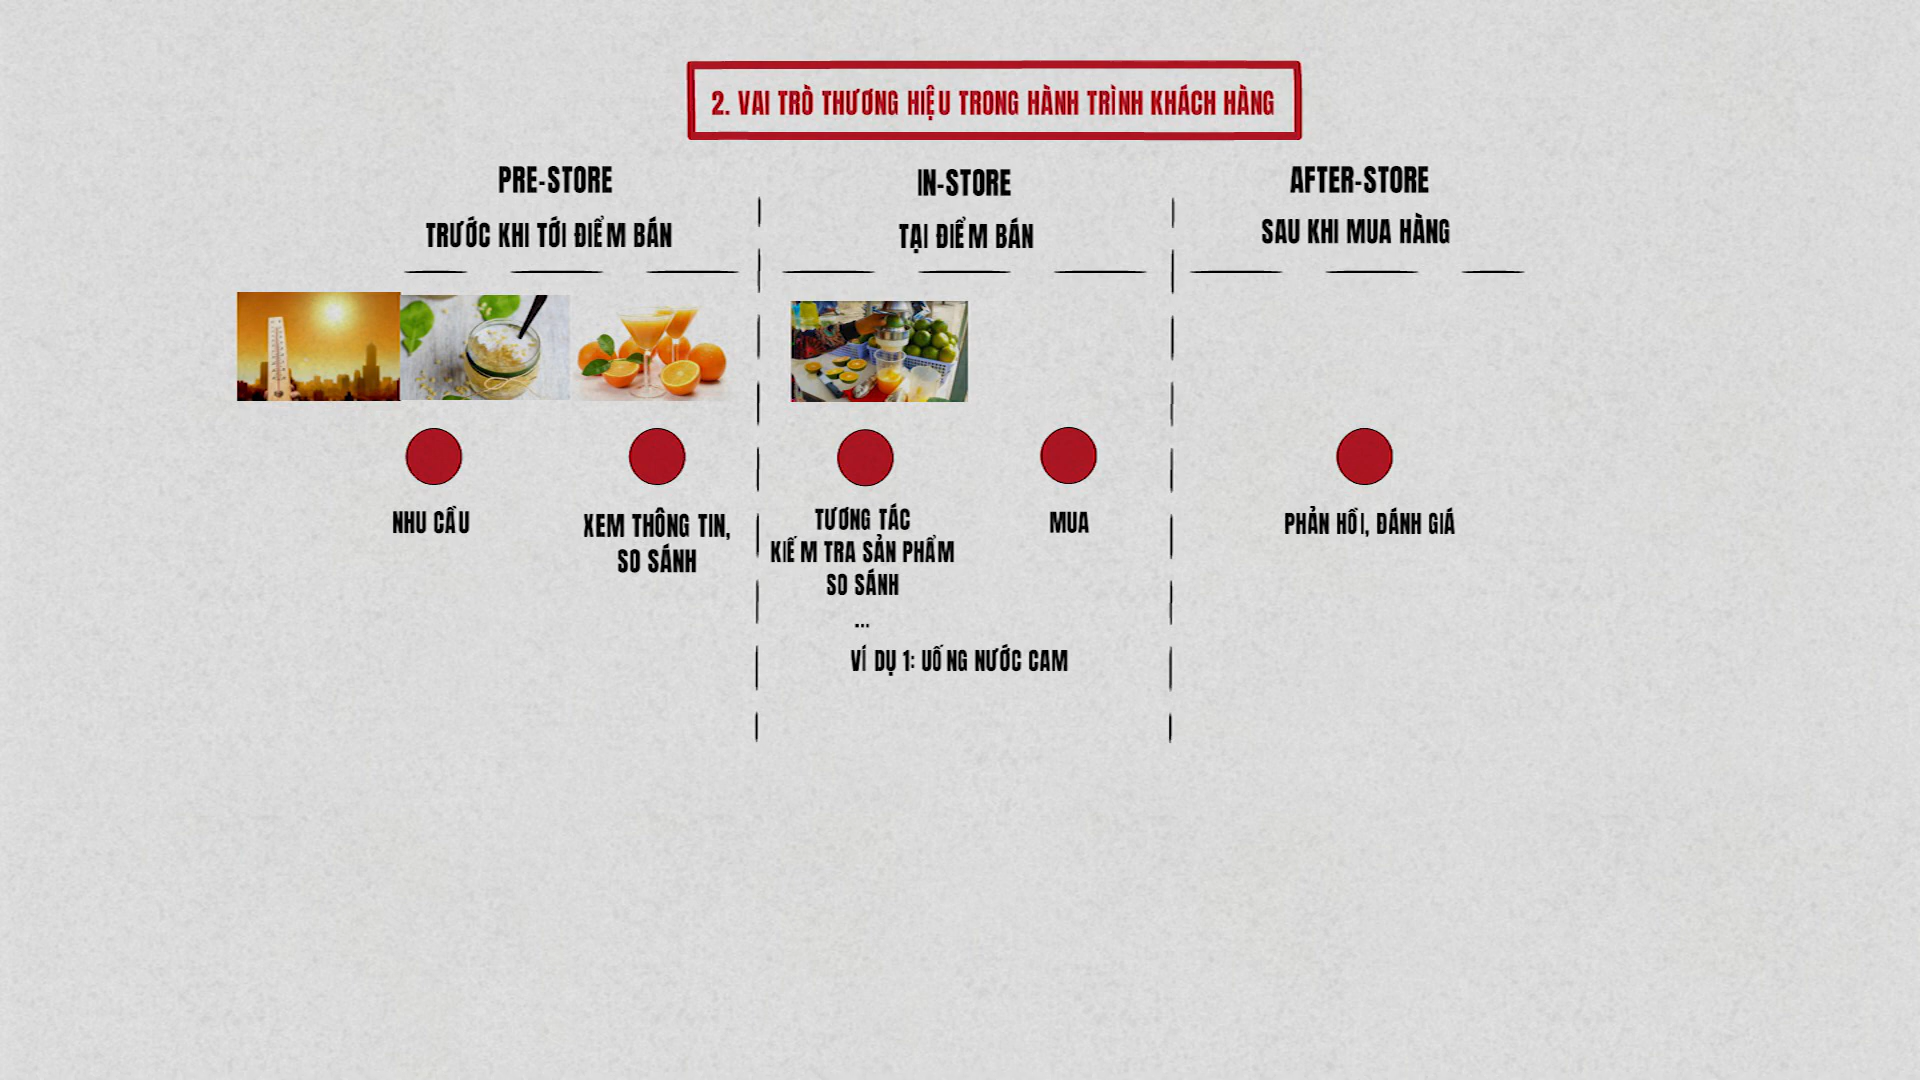 2. VAI TRÒ THƯƠNG HIỆU TRONG HÀNH TRÌNH KHÁCH HÀNG
PRE-STORE
TRƯỚC KHI TỚI ĐIỂM BÁN
IN-STORE
TẠI ĐIỂM BÁN
AFTER-STORE
SAU KHI MUA HÀNG
NHU CẦU
XEM THÔNG TIN,
SO SÁNH
TƯƠNG TÁC
KIỂM TRA SẢN PHẨM
SO SÁNH
...
MUA
PHẢN HỒI, ĐÁNH GIÁ
VÍ DỤ 1: UỐNG NƯỚC CAM